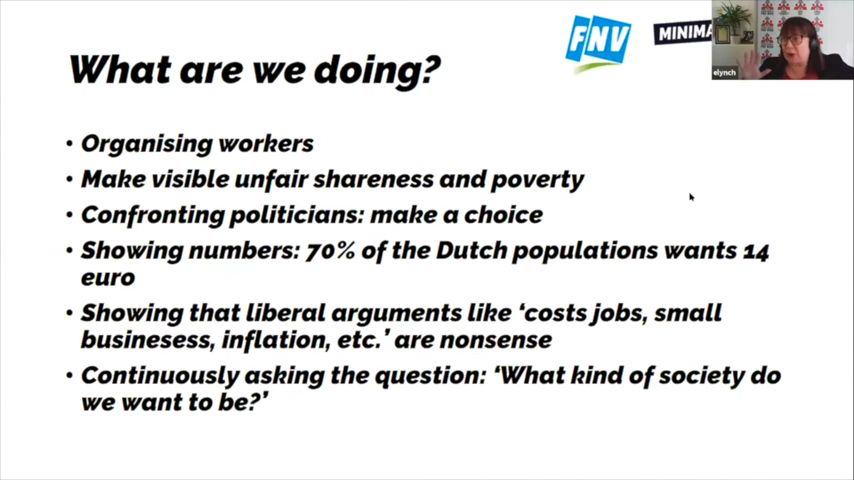 FNV
MINIMA
elynch
What are we doing?
• Organising workers
• Make visible unfair shareness and poverty
• Confronting politicians: make a choice
• Showing numbers: 70% of the Dutch populations wants 14
euro
• Showing that liberal arguments like ‘costs jobs, small
businesess, inflation, etc.’ are nonsense
• Continuously asking the question: ‘What kind of society do
we want to be?’